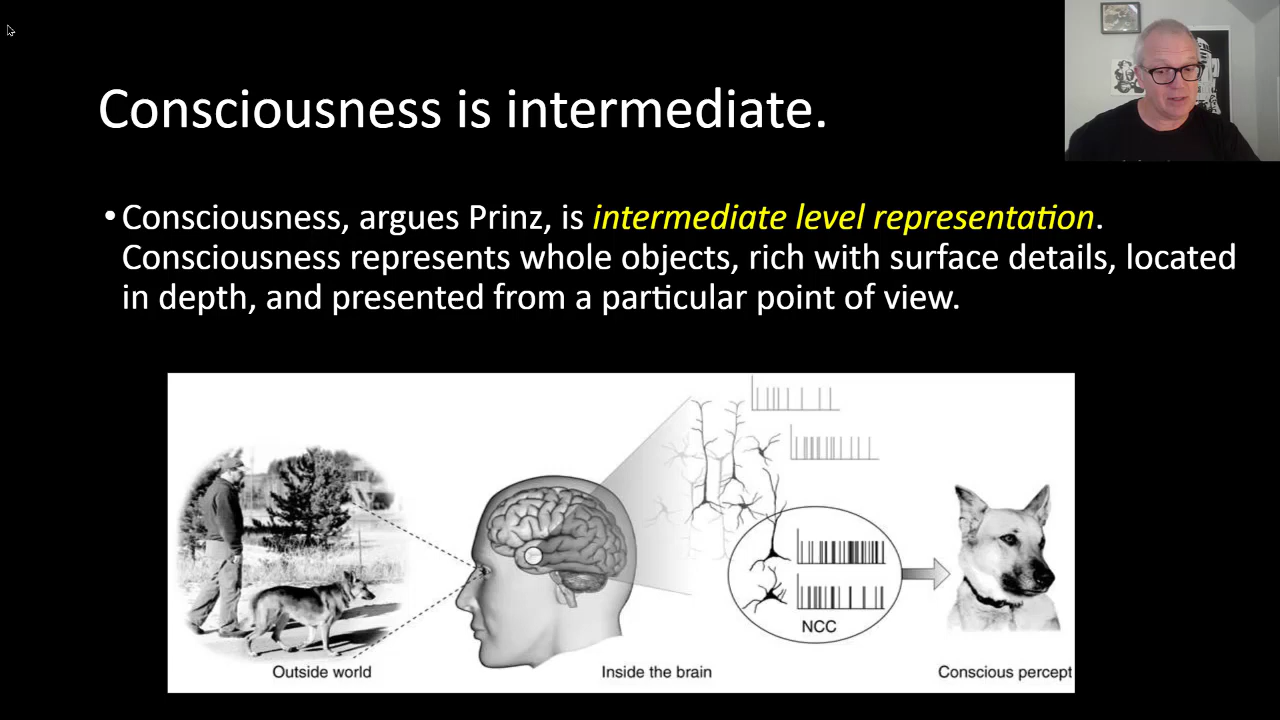 Consciousness is intermediate.
•Consciousness, argues Prinz, is intermediate level representation.
Consciousness represents whole objects, rich with surface details, located
in depth, and presented from a particular point of view.
NCC
Outside world
Inside the brain
Conscious percept